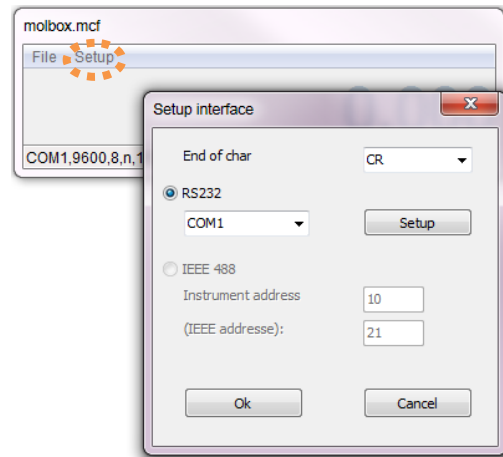 molbox.mcf
File Setup
COM1,9600,8,n,1
Setup interface
End of char CR
RS232
COM1 Setup
IEEE 488
Instrument address 10
(IEEE addresse): 21
Ok Cancel